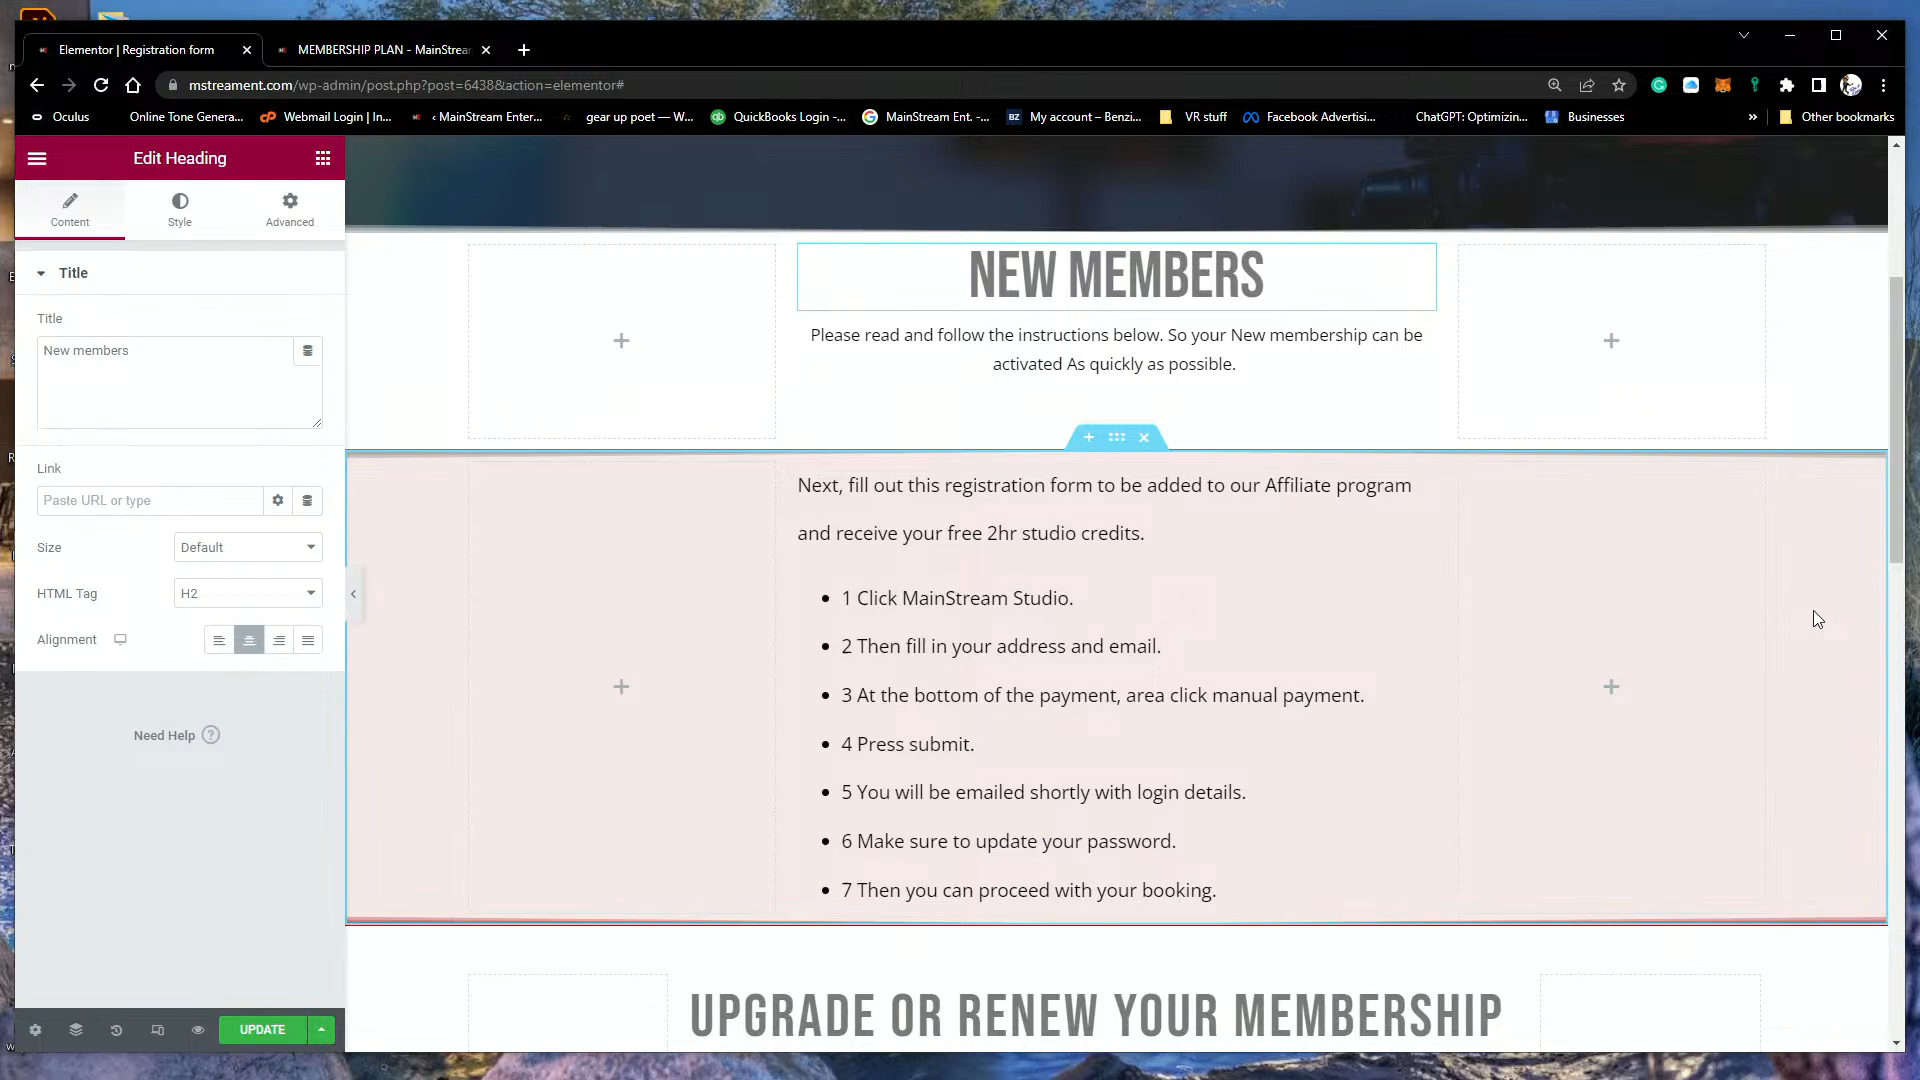 Elementor | Registration form
MEMBERSHIP PLAN - MainStrea
mstreament.com/wp-admin/post.php?post=6438&action=elementor#
Oculus
Online Tone Genera...
Webmail Login | In...
‹ MainStream Enter...
gear up poet — W...
QuickBooks Login -...
MainStream Ent. -...
BZ My account – Benzi...
VR stuff
Facebook Advertisi...
ChatGPT: Optimizin...
Businesses
»
Other bookmarks
Edit Heading
Content
Style
Advanced
Title
Title
New members
Link
Paste URL or type
Size
Default
HTML Tag
H2
Alignment
Need Help ?
UPDATE
NEW MEMBERS
Please read and follow the instructions below. So your New membership can be
activated As quickly as possible.
Next, fill out this registration form to be added to our Affiliate program
and receive your free 2hr studio credits.
• 1 Click MainStream Studio.
• 2 Then fill in your address and email.
• 3 At the bottom of the payment, area click manual payment.
• 4 Press submit.
• 5 You will be emailed shortly with login details.
• 6 Make sure to update your password.
• 7 Then you can proceed with your booking.
UPGRADE OR RENEW YOUR MEMBERSHIP